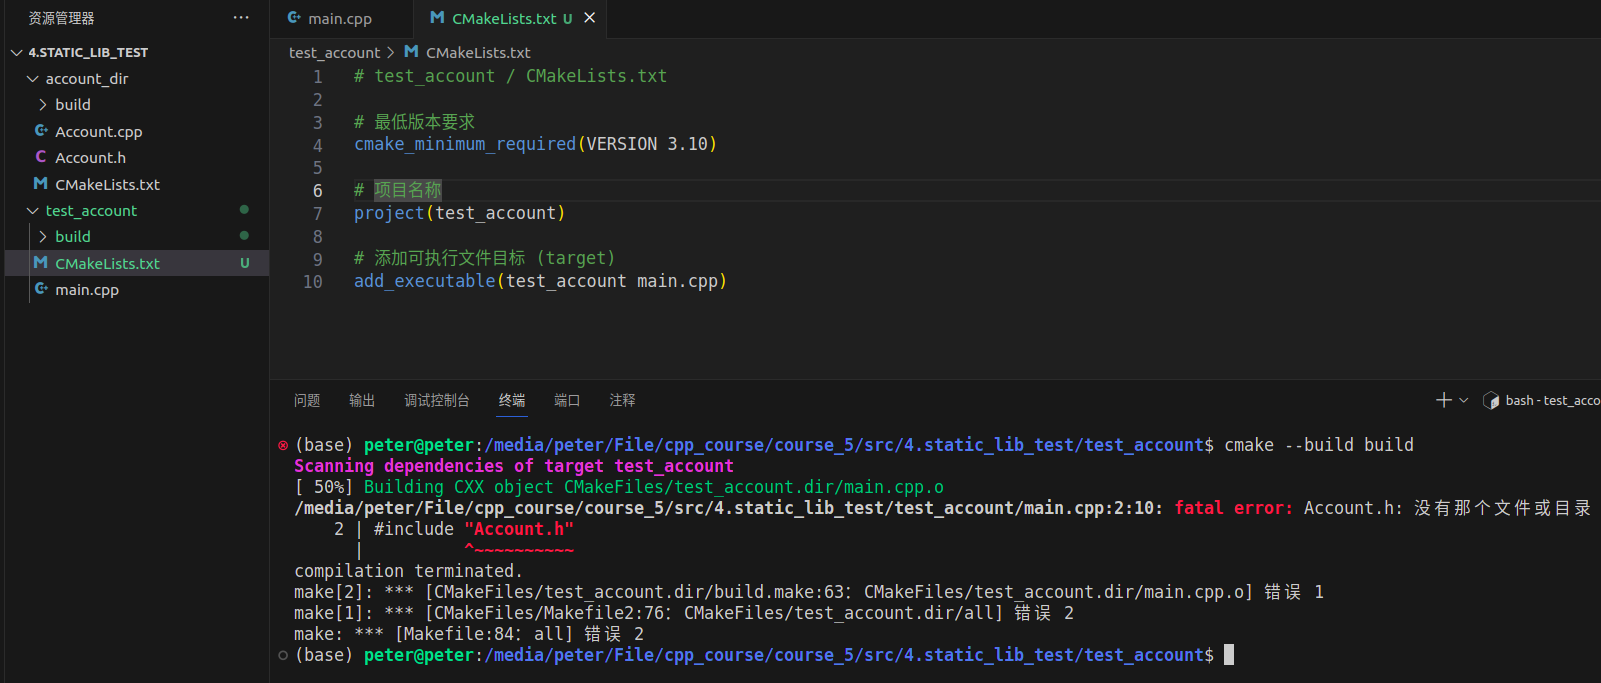 资源管理器
4.STATIC_LIB_TEST
account_dir
build
Account.cpp
Account.h
CMakeLists.txt
test_account
build
CMakeLists.txt U
main.cpp
main.cpp
CMakeLists.txt U
test_account > CMakeLists.txt
1 # test_account / CMakeLists.txt
2
3 # 最低版本要求
4 cmake_minimum_required(VERSION 3.10)
5
6 # 项目名称
7 project(test_account)
8
9 # 添加可执行文件目标 (target)
10 add_executable(test_account main.cpp)
问题 输出 调试控制台 终端 端口 注释
bash - test_acco
(base) peter@peter:/media/peter/File/cpp_course/course_5/src/4.static_lib_test/test_account$ cmake --build build
Scanning dependencies of target test_account
[ 50%] Building CXX object CMakeFiles/test_account.dir/main.cpp.o
/media/peter/File/cpp_course/course_5/src/4.static_lib_test/test_account/main.cpp:2:10: fatal error: Account.h: 没有那个文件或目录
2 | #include "Account.h"
| ^~~~~~~~~~~
compilation terminated.
make[2]: *** [CMakeFiles/test_account.dir/build.make:63: CMakeFiles/test_account.dir/main.cpp.o] 错误 1
make[1]: *** [CMakeFiles/Makefile2:76: CMakeFiles/test_account.dir/all] 错误 2
make: *** [Makefile:84: all] 错误 2
(base) peter@peter:/media/peter/File/cpp_course/course_5/src/4.static_lib_test/test_account$